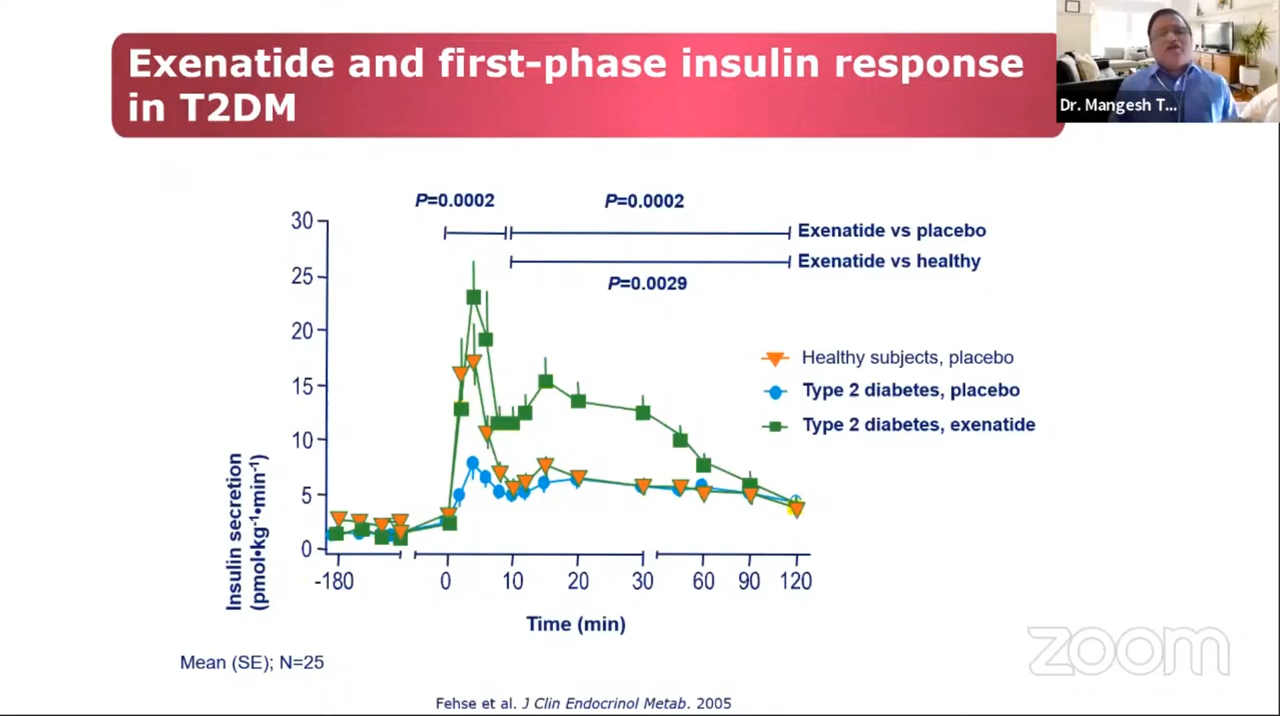 Exenatide and first-phase insulin response
in T2DM
Dr. Mangesh T...
P=0.0002 P=0.0002
Exenatide vs placebo
Exenatide vs healthy
P=0.0029
30
25
20
15
10
5
0
Insulin secretion
(pmol•kg⁻¹•min⁻¹)
Healthy subjects, placebo
Type 2 diabetes, placebo
Type 2 diabetes, exenatide
-180 0 10 20 30 60 90 120
Time (min)
Mean (SE); N=25
zoom
Fehse et al. J Clin Endocrinol Metab. 2005